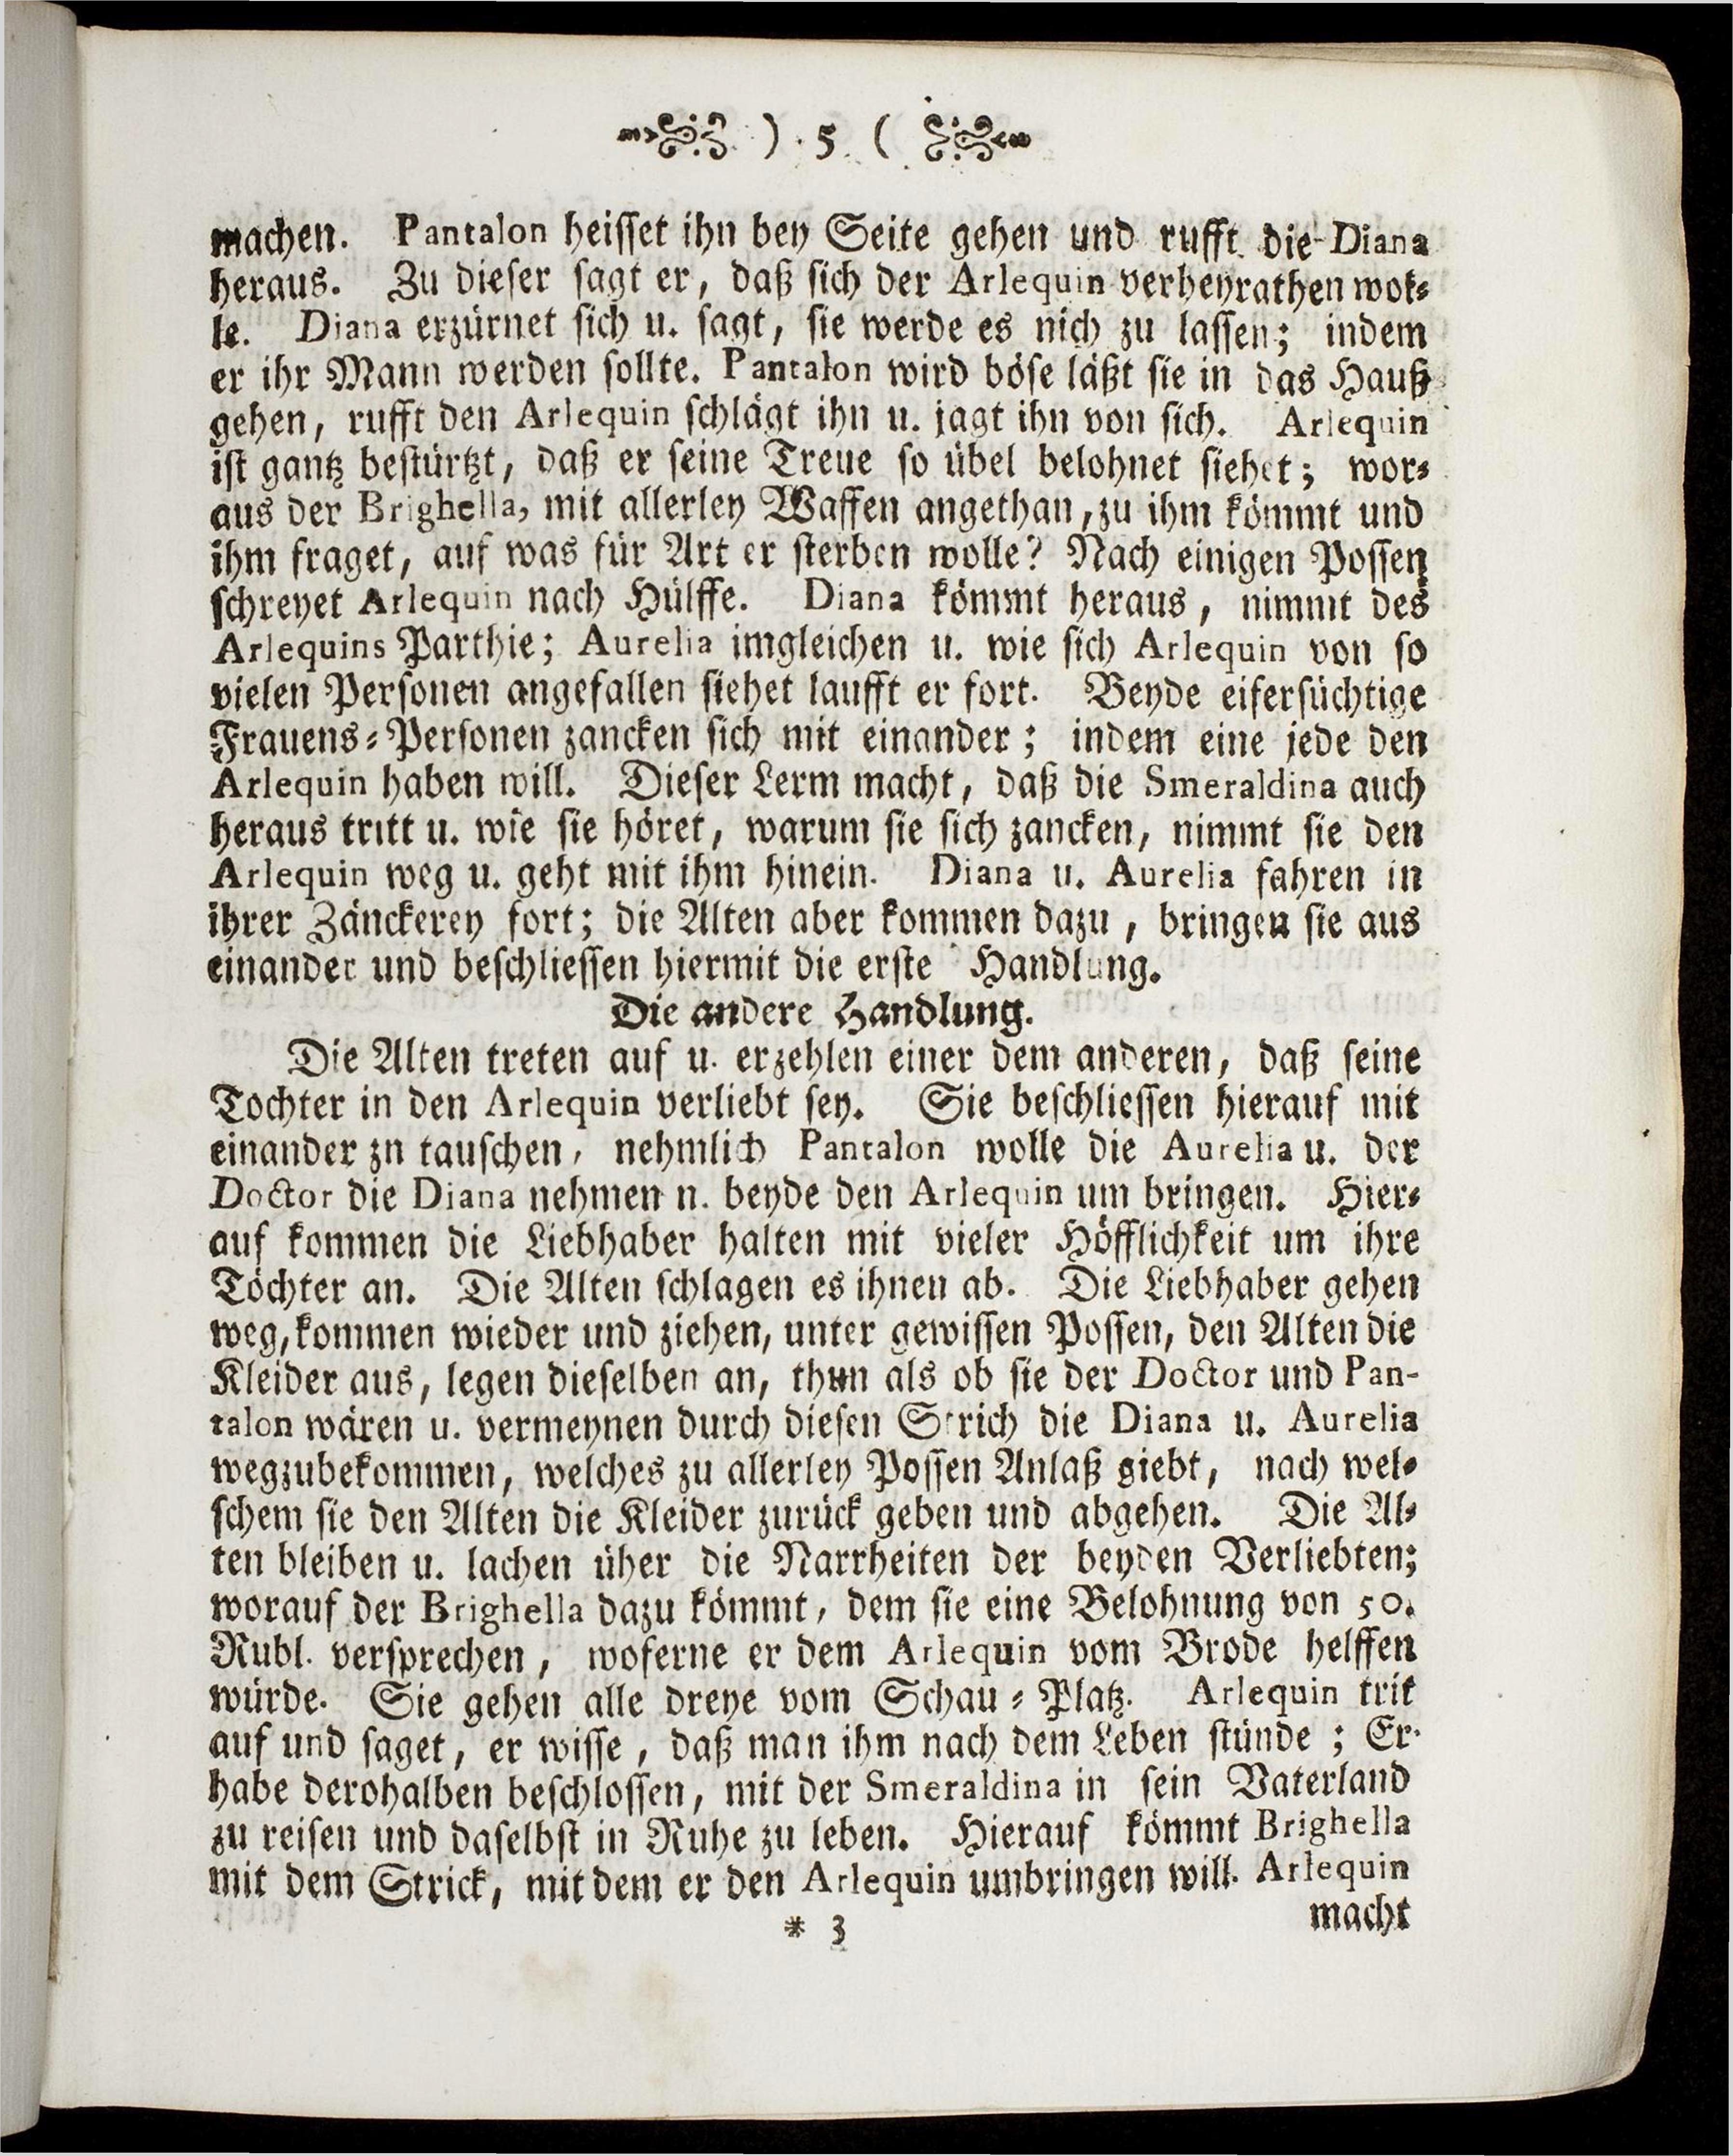 ) 5 (
machen. Pantalon heisset ihn bey Seite gehen und rufft die Diana
heraus. Zu dieser sagt er, daß sich der Arlequin verheyrathen wol-
le. Diana erzürnet sich u. sagt, sie werde es nich zu lassen; indem
er ihr Mann werden sollte. Pantalon wird böse läßt sie in das Hauß
gehen, rufft den Arlequin schlägt ihn u. jagt ihn von sich. Arlequin
ist gantz bestürtzt, daß er seine Treue so übel belohnet siehet; wor-
aus der Brighella, mit allerley Waffen angethan, zu ihm kömmt und
ihm fraget, auf was für Art er sterben wolle? Nach einigen Possen
schreyet Arlequin nach Hülffe. Diana kömmt heraus, nimmt des
Arlequins Parthie; Aurelia imgleichen u. wie sich Arlequin von so
vielen Personen angefallen siehet laufft er fort. Beyde eifersüchtige
Frauens-Personen zancken sich mit einander; indem eine jede den
Arlequin haben will. Dieser Lerm macht, daß die Smeraldina auch
heraus tritt u. wie sie höret, warum sie sich zancken, nimmt sie den
Arlequin weg u. geht mit ihm hinein. Diana u. Aurelia fahren in
ihrer Zänckerey fort; die Alten aber kommen dazu, bringen sie aus
einander und beschliessen hiermit die erste Handlung.
Die andere Handlung.
Die Alten treten auf u. erzehlen einer dem anderen, daß seine
Tochter in den Arlequin verliebt sey. Sie beschliessen hierauf mit
einander zn tauschen, nehmlich Pantalon wolle die Aurelia u. der
Doctor die Diana nehmen n. beyde den Arlequin um bringen. Hier-
auf kommen die Liebhaber halten mit vieler Höfflichkeit um ihre
Töchter an. Die Alten schlagen es ihnen ab. Die Liebhaber gehen
weg, kommen wieder und ziehen, unter gewissen Possen, den Alten die
Kleider aus, legen dieselben an, thun als ob sie der Doctor und Pan-
talon wären u. vermeynen durch diesen Strich die Diana u. Aurelia
wegzubekommen, welches zu allerley Possen Anlaß giebt, nach wel-
schem sie den Alten die Kleider zurück geben und abgehen. Die Al-
ten bleiben u. lachen üher die Narrheiten der beyden Verliebten;
worauf der Brighella dazu kömmt, dem sie eine Belohnung von 50.
Rubl. versprechen, woferne er dem Arlequin vom Brode helffen
würde. Sie gehen alle dreye vom Schau-Platz. Arlequin trit
auf und saget, er wisse, daß man ihm nach dem Leben stünde; Er
habe derohalben beschlossen, mit der Smeraldina in sein Vaterland
zu reisen und daselbst in Ruhe zu leben. Hierauf kömmt Brighella
mit dem Strick, mit dem er den Arlequin umbringen will. Arlequin
macht
* 3